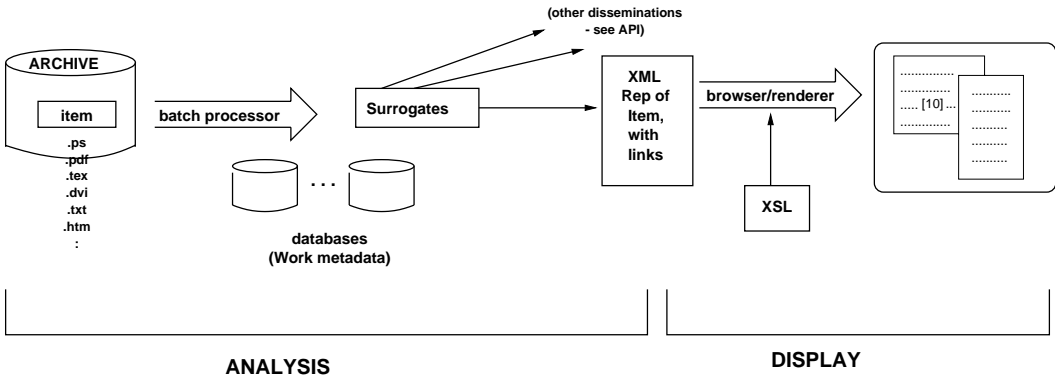 ARCHIVE
item
.ps
.pdf
.tex
.dvi
.txt
.htm
:
batch processor
. . .
databases
(Work metadata)
Surrogates
(other disseminations
- see API)
XML
Rep of
Item,
with
links
browser/renderer
XSL
...............
..............
..... [10] ...
..............
..........
..........
..........
..........
..........
ANALYSIS
DISPLAY